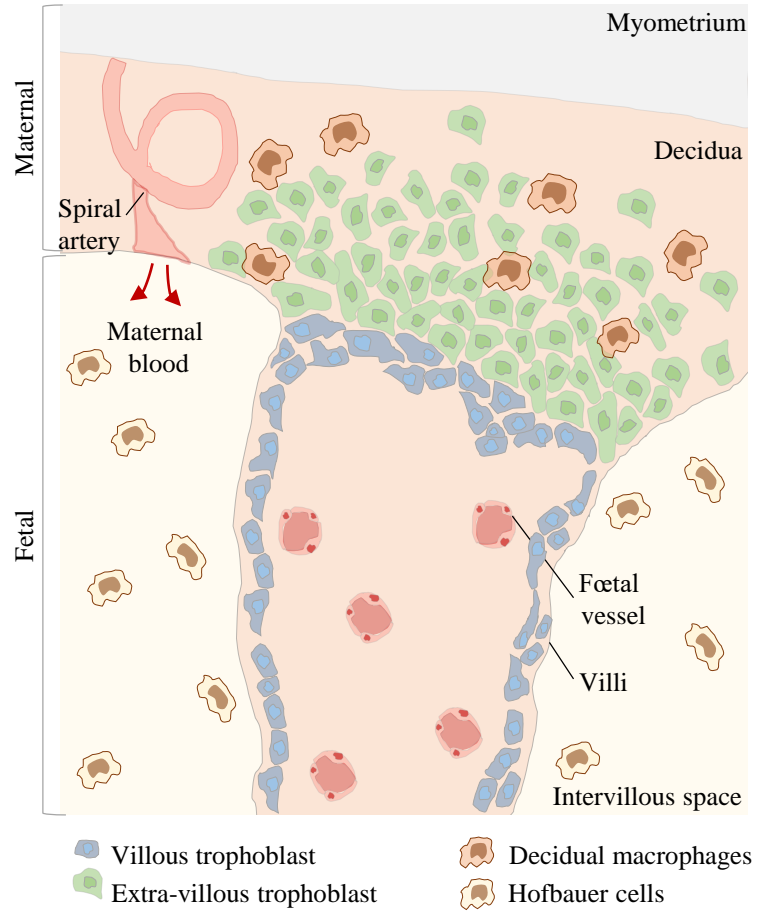 Myometrium
Maternal
Decidua
Spiral
artery
Maternal
blood
Fetal
Fœtal
vessel
Villi
Intervillous space
Villous trophoblast
Decidual macrophages
Extra-villous trophoblast
Hofbauer cells